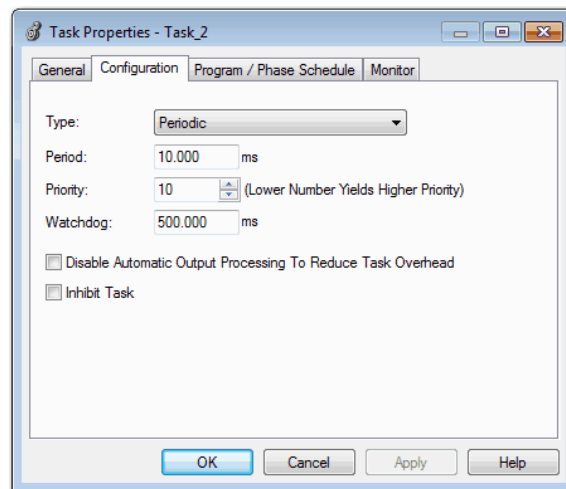 Task Properties - Task_2
General Configuration Program / Phase Schedule Monitor
Type: Periodic
Period: 10.000 ms
Priority: 10 (Lower Number Yields Higher Priority)
Watchdog: 500.000 ms
Disable Automatic Output Processing To Reduce Task Overhead
Inhibit Task
OK Cancel Apply Help